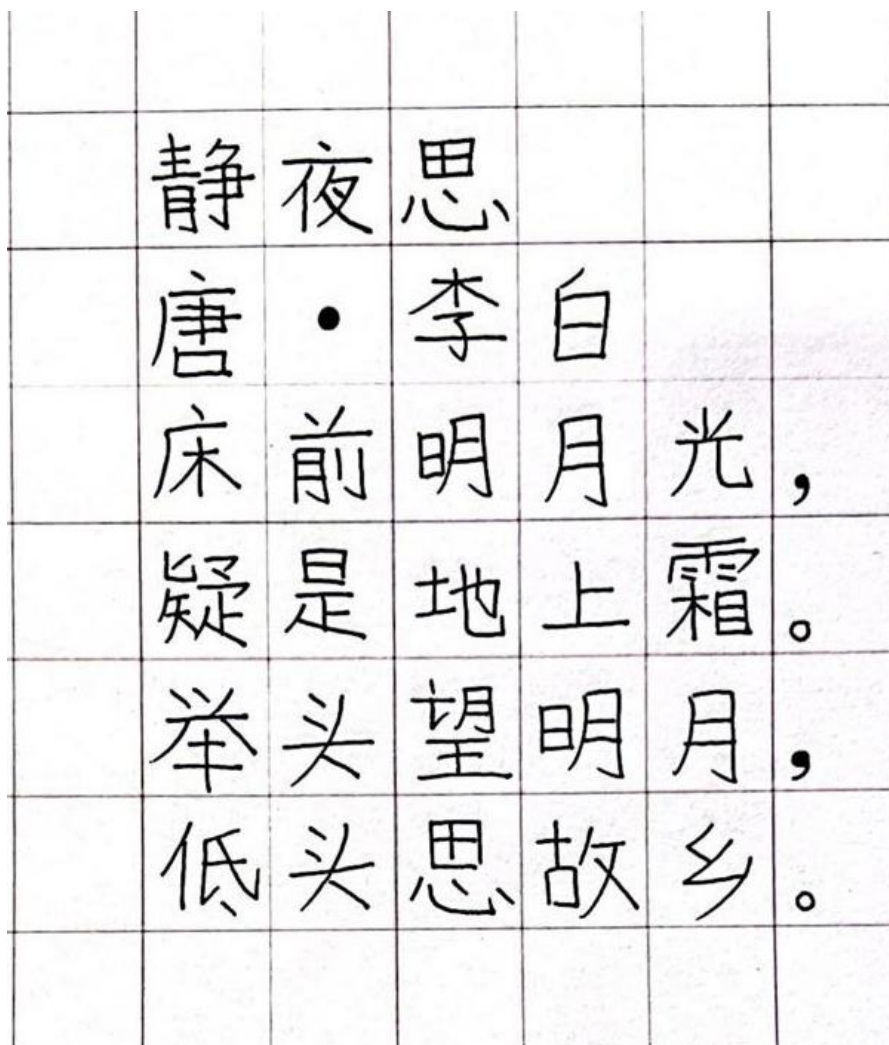 静夜思
唐·李白
床前明月光,
疑是地上霜。
举头望明月,
低头思故乡。